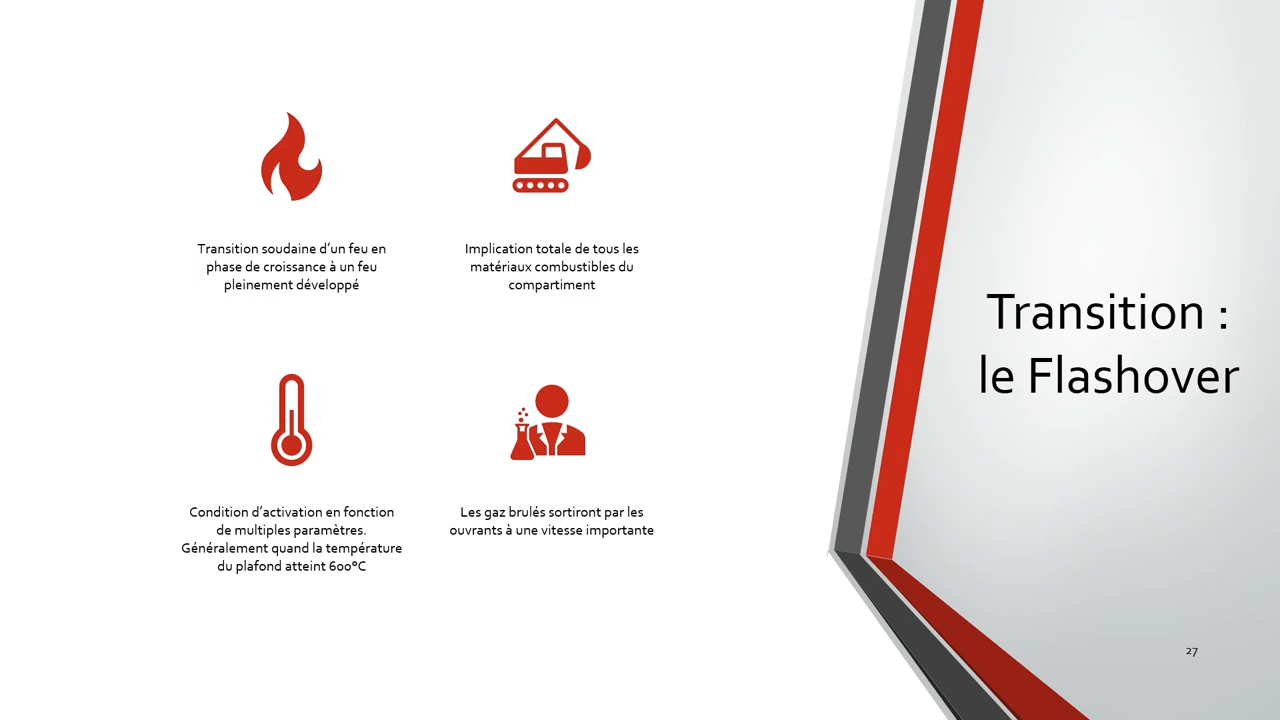 Transition soudaine d’un feu en
phase de croissance à un feu
pleinement développé
Implication totale de tous les
matériaux combustibles du
compartiment
Condition d’activation en fonction
de multiples paramètres.
Généralement quand la température
du plafond atteint 600°C
Les gaz brulés sortiront par les
ouvrants à une vitesse importante
Transition :
le Flashover
27